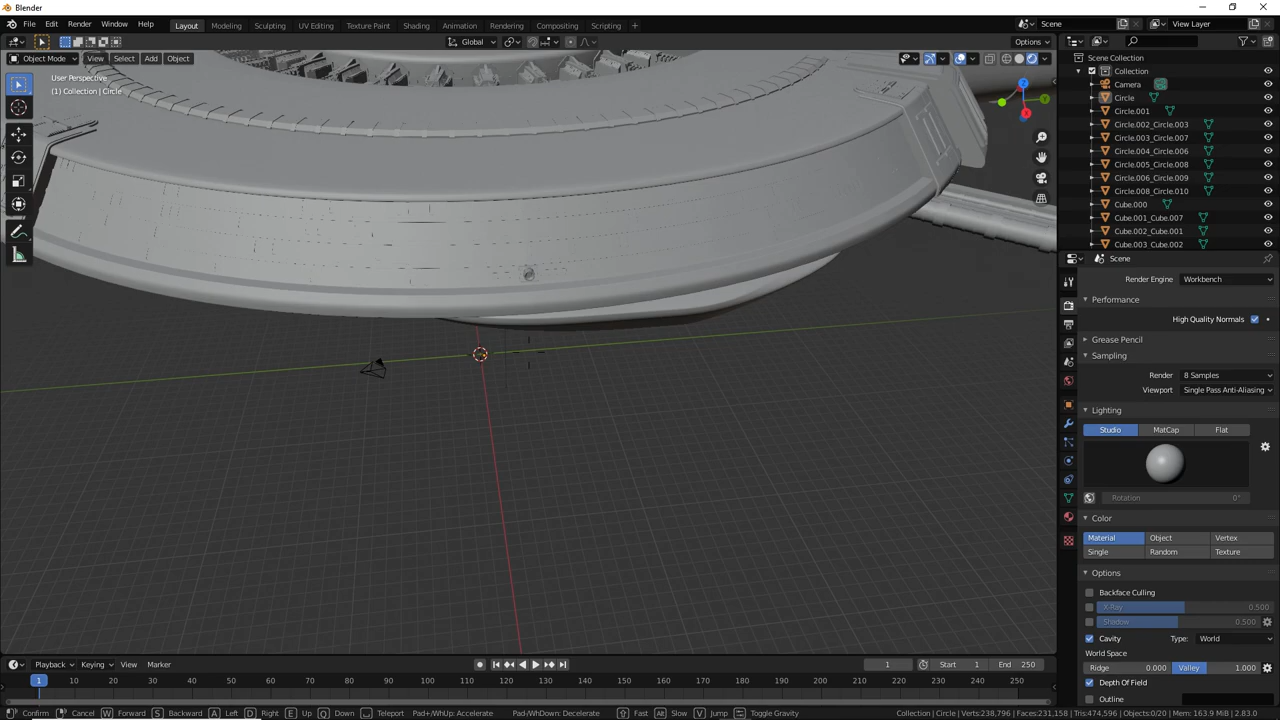 Blender
File Edit Render Window Help Layout Modeling Sculpting UV Editing Texture Paint Shading Animation Rendering Compositing Scripting + Scene View Layer
Global Options
Object Mode View Select Add Object
User Perspective
(1) Collection | Circle
Scene Collection
Collection
Camera
Circle
Circle.001
Circle.002_Circle.003
Circle.003_Circle.007
Circle.004_Circle.006
Circle.005_Circle.008
Circle.006_Circle.009
Circle.008_Circle.010
Cube.000
Cube.001_Cube.007
Cube.002_Cube.001
Cube.003_Cube.002
Scene
Render Engine Workbench
Performance
High Quality Normals
Grease Pencil
Sampling
Render 8 Samples
Viewport Single Pass Anti-Aliasing
Lighting
Studio MatCap Flat
Rotation 0°
Color
Material Object Vertex
Single Random Texture
Options
Backface Culling
X-Ray 0.500
Shadow 0.500
Cavity Type: World
World Space
Ridge 0.000 Valley 1.000
Depth Of Field
Outline
Playback Keying View Marker 1 Start 1 End 250
1 10 20 30 40 50 60 70 80 90 100 110 120 130 140 150 160 170 180 190 200 210 220 230 240 250
Confirm Cancel W Forward S Backward A Left D Right E Up Q Down Teleport Pad+/WhUp: Accelerate Pad-/WhDown: Decelerate Fast Alt Slow V Jump Toggle Gravity Collection | Circle | Verts:238,796 | Faces:231,158 | Tris:474,596 | Objects:0/20 | Mem: 163.9 MiB | 2.83.0